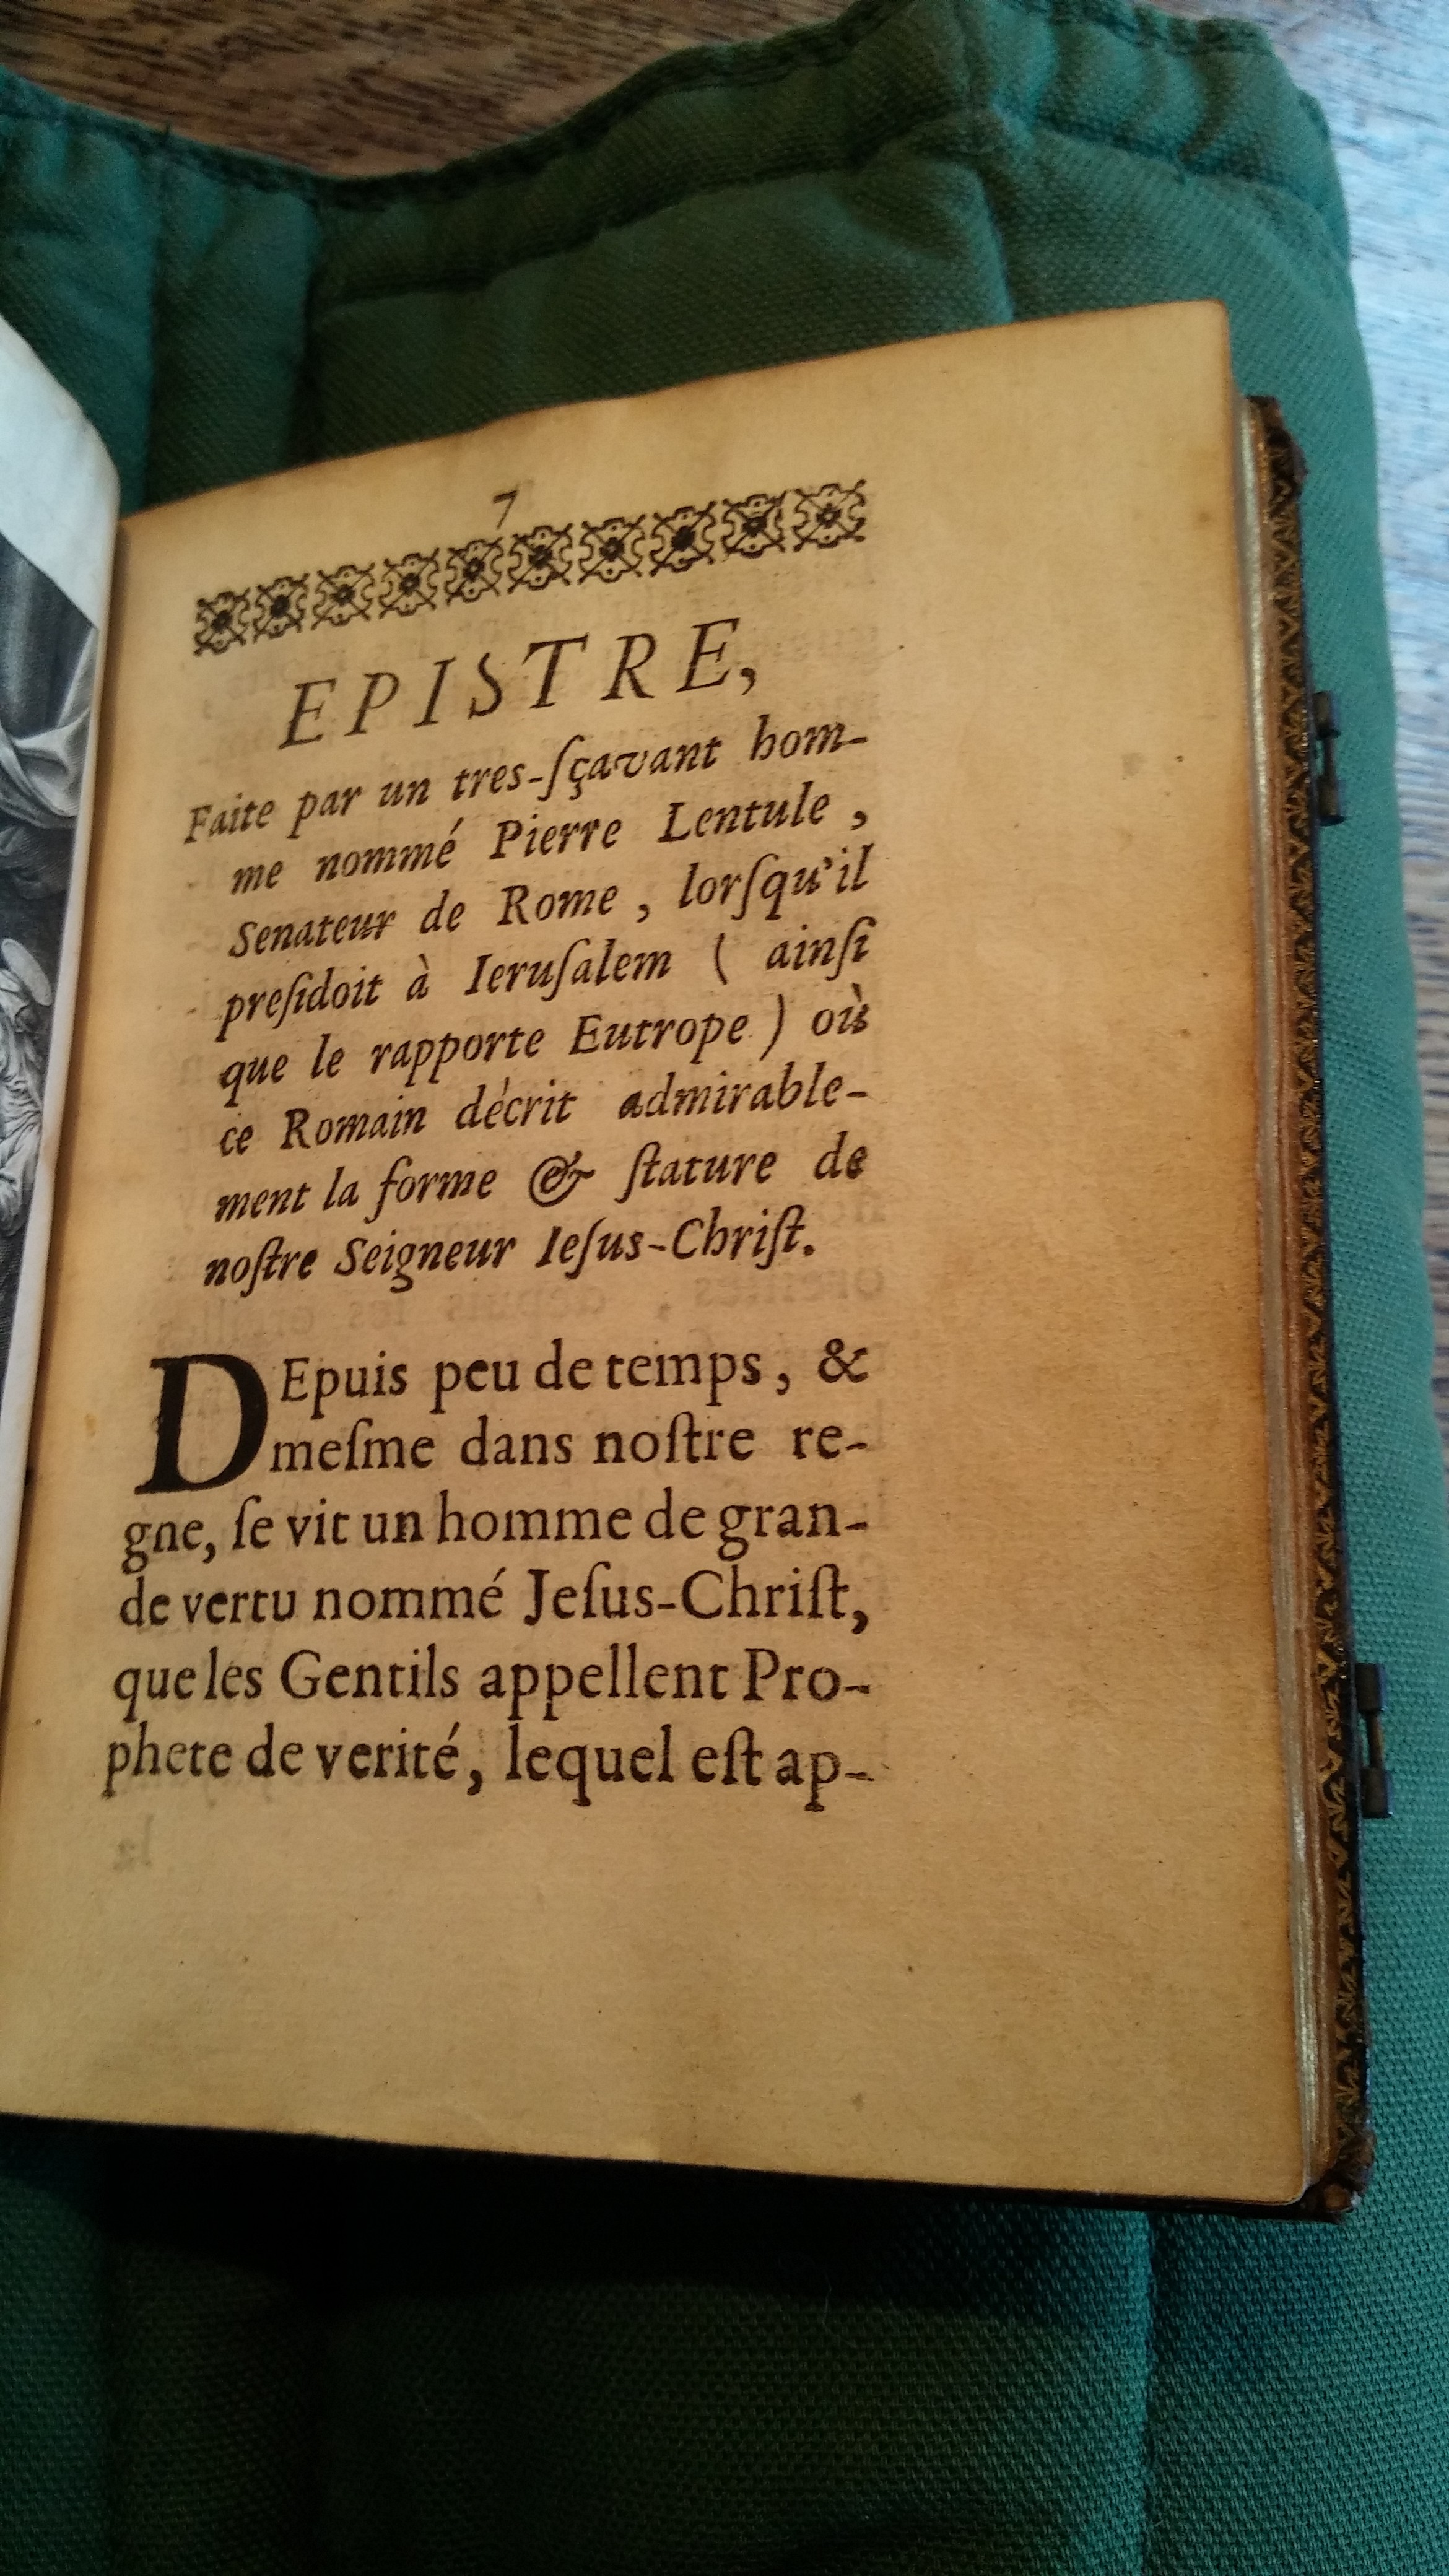 7
EPISTRE,
Faite par un tres-ſçavant hom-
me nommé Pierre Lentule ,
Senateur de Rome , lorſqu'il
preſidoit à Ieruſalem ( ainſi
que le rapporte Eutrope ) où
ce Romain décrit admirable-
ment la forme & ſtature de
noſtre Seigneur Ieſus-Chriſt.
DEpuis peu de temps, &
meſme dans noſtre re-
gne, ſe vit un homme de gran-
de vertu nommé Jeſus-Chriſt,
que les Gentils appellent Pro-
phete de verité, lequel eſt ap-